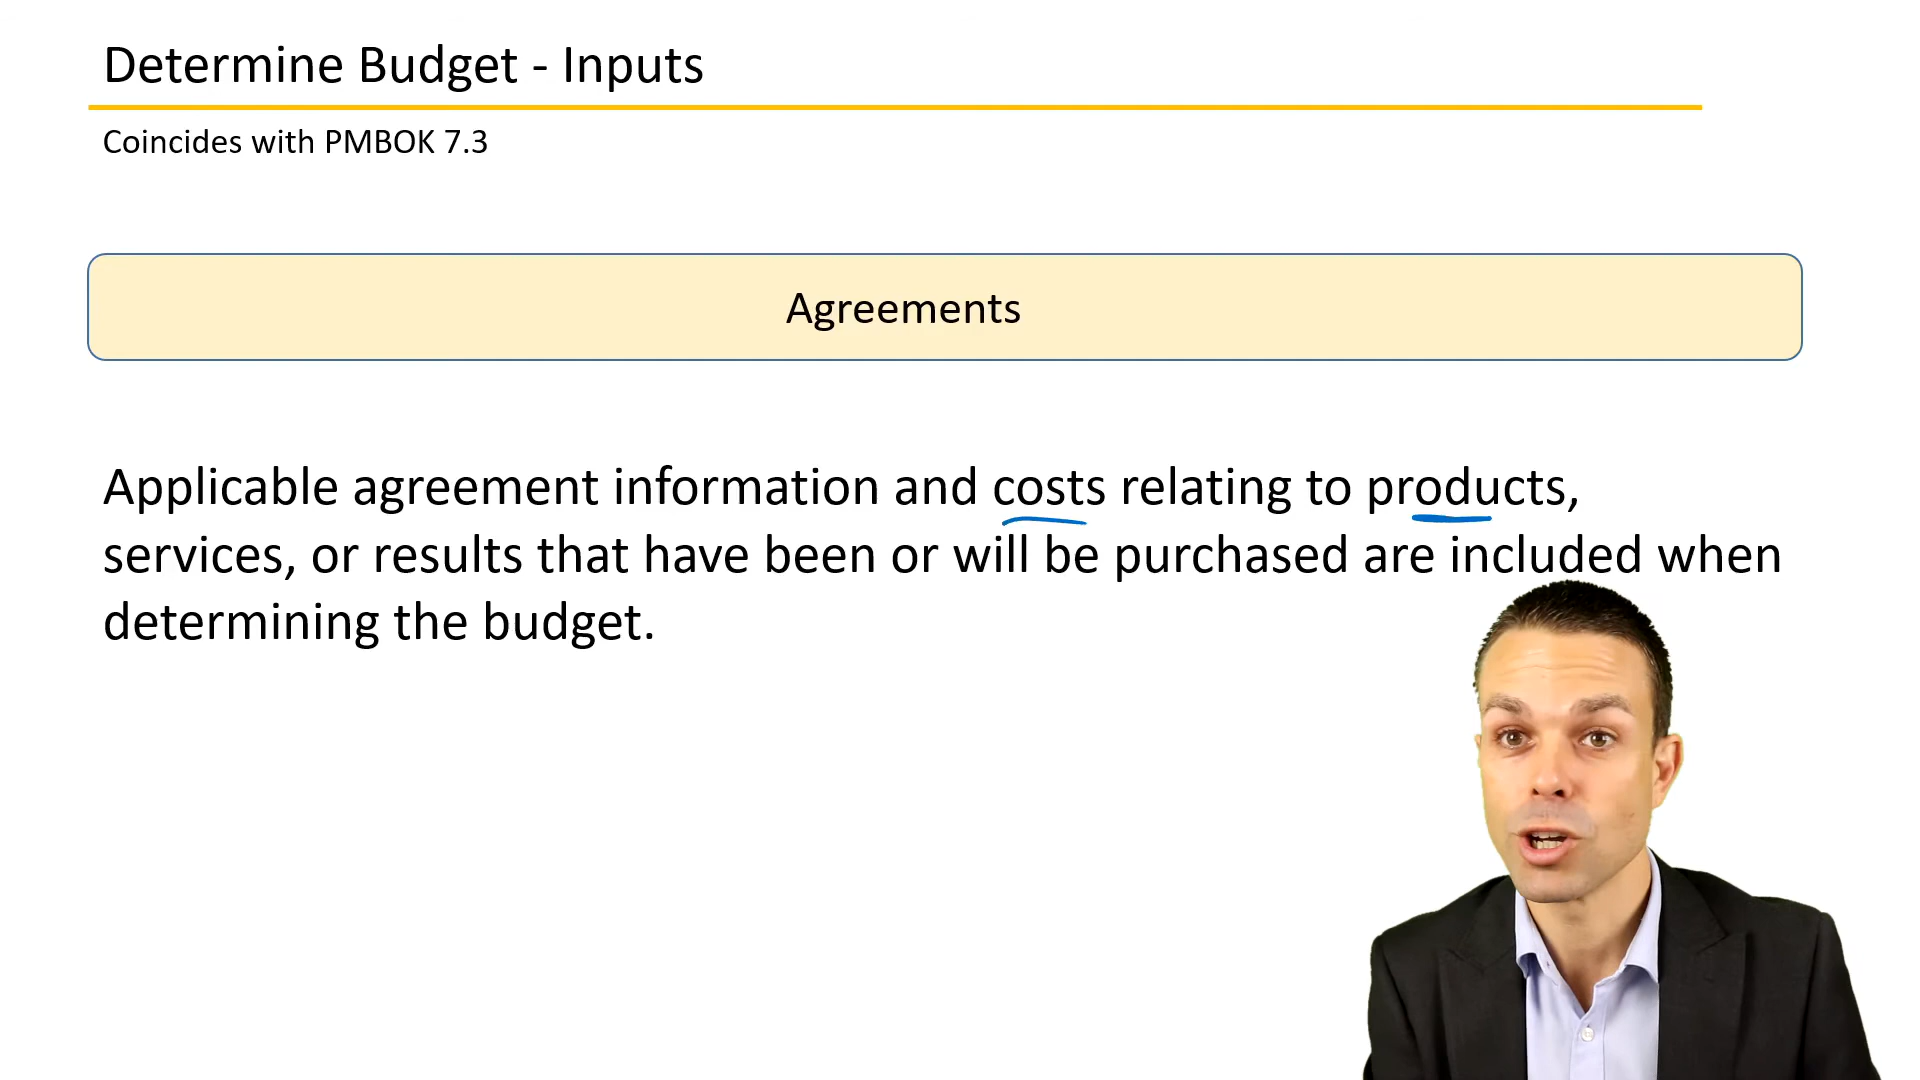 Determine Budget - Inputs
Coincides with PMBOK 7.3
Agreements
Applicable agreement information and costs relating to products,
services, or results that have been or will be purchased are included when
determining the budget.